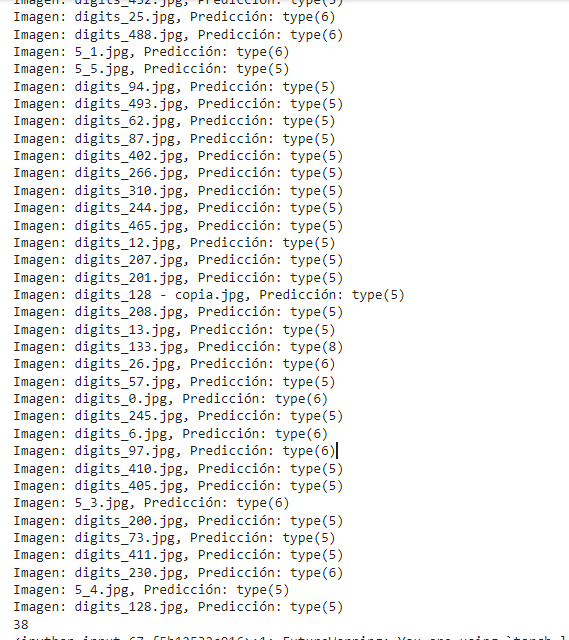 Imagen: digits_452.jpg, Predicción: type(5)
Imagen: digits_25.jpg, Predicción: type(6)
Imagen: digits_488.jpg, Predicción: type(6)
Imagen: 5_1.jpg, Predicción: type(6)
Imagen: 5_5.jpg, Predicción: type(5)
Imagen: digits_94.jpg, Predicción: type(5)
Imagen: digits_493.jpg, Predicción: type(5)
Imagen: digits_62.jpg, Predicción: type(5)
Imagen: digits_87.jpg, Predicción: type(5)
Imagen: digits_402.jpg, Predicción: type(5)
Imagen: digits_266.jpg, Predicción: type(5)
Imagen: digits_310.jpg, Predicción: type(5)
Imagen: digits_244.jpg, Predicción: type(5)
Imagen: digits_465.jpg, Predicción: type(5)
Imagen: digits_12.jpg, Predicción: type(5)
Imagen: digits_207.jpg, Predicción: type(5)
Imagen: digits_201.jpg, Predicción: type(5)
Imagen: digits_128 - copia.jpg, Predicción: type(5)
Imagen: digits_208.jpg, Predicción: type(5)
Imagen: digits_13.jpg, Predicción: type(5)
Imagen: digits_133.jpg, Predicción: type(8)
Imagen: digits_26.jpg, Predicción: type(6)
Imagen: digits_57.jpg, Predicción: type(5)
Imagen: digits_0.jpg, Predicción: type(6)
Imagen: digits_245.jpg, Predicción: type(5)
Imagen: digits_6.jpg, Predicción: type(6)
Imagen: digits_97.jpg, Predicción: type(6)
Imagen: digits_410.jpg, Predicción: type(5)
Imagen: digits_405.jpg, Predicción: type(5)
Imagen: 5_3.jpg, Predicción: type(6)
Imagen: digits_200.jpg, Predicción: type(5)
Imagen: digits_73.jpg, Predicción: type(5)
Imagen: digits_411.jpg, Predicción: type(5)
Imagen: digits_230.jpg, Predicción: type(6)
Imagen: 5_4.jpg, Predicción: type(5)
Imagen: digits_128.jpg, Predicción: type(5)
38
FutureWarning: You are using